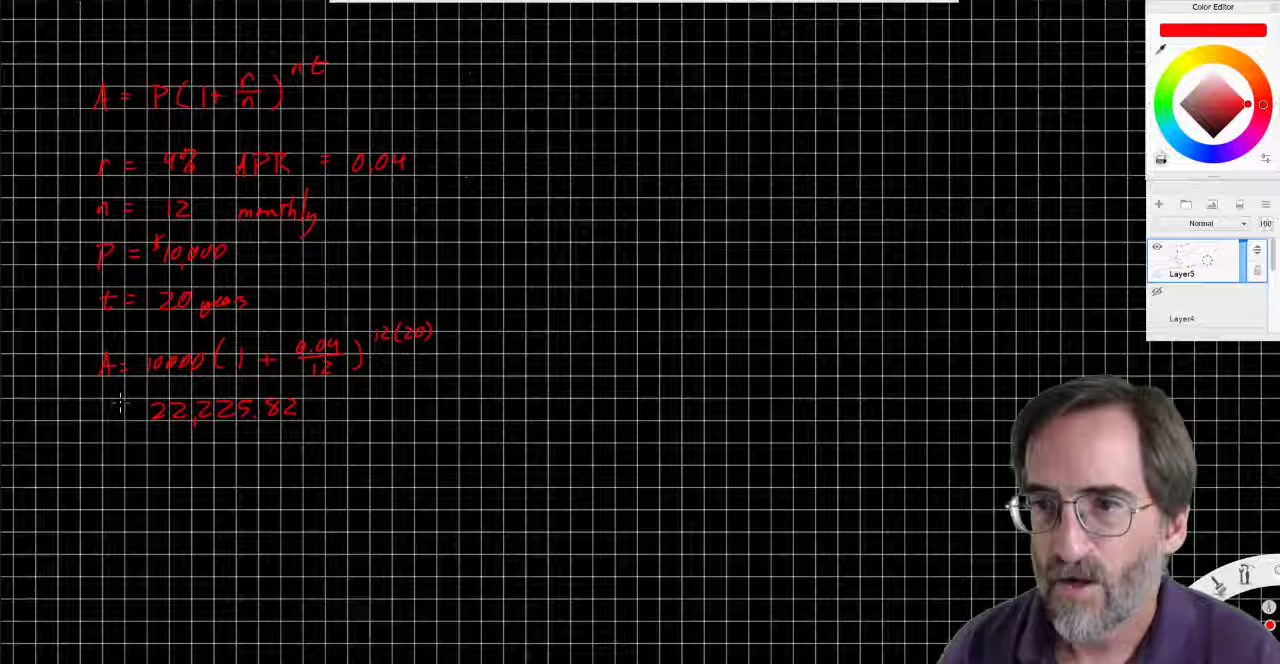 Color Editor
A = P(1 + r/n)^nt
r = 4% APR = 0.04
n = 12 monthly
P = $10,000
t = 20 years
A = 10000(1 + 0.04/12)^12(20)
22,225.82
Normal
100
Layer5
Layer4